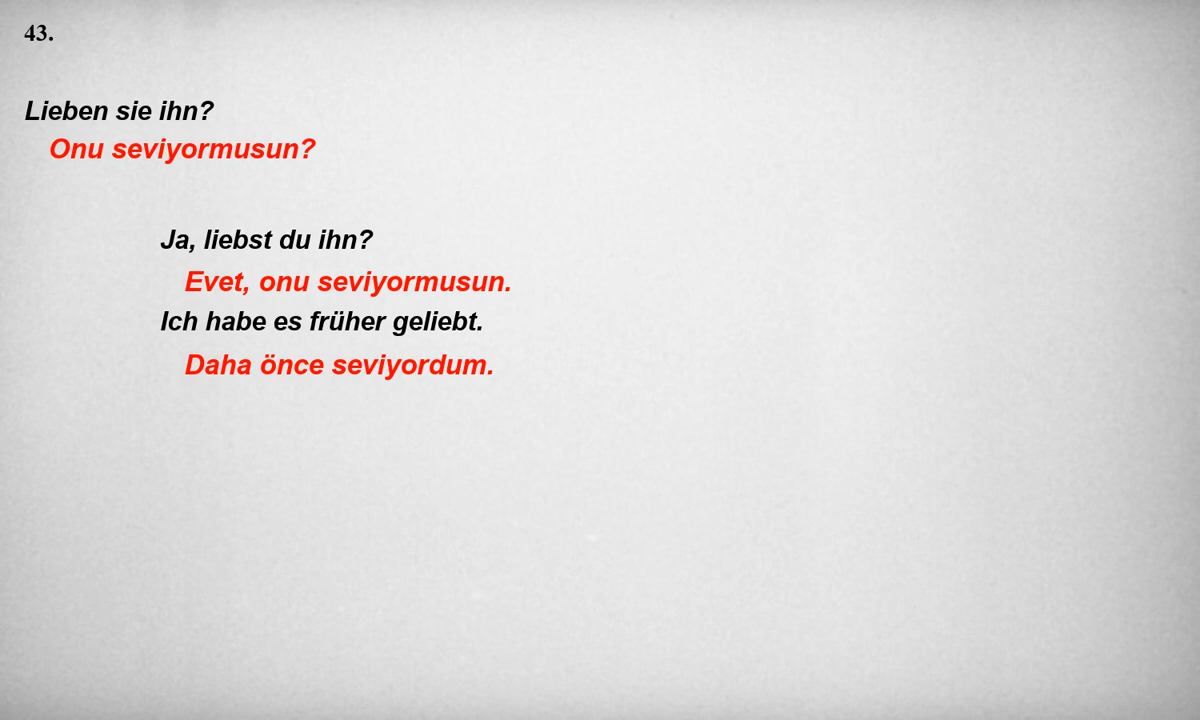 43.
Lieben sie ihn?
Onu seviyormusun?
Ja, liebst du ihn?
Evet, onu seviyormusun.
Ich habe es früher geliebt.
Daha önce seviyordum.